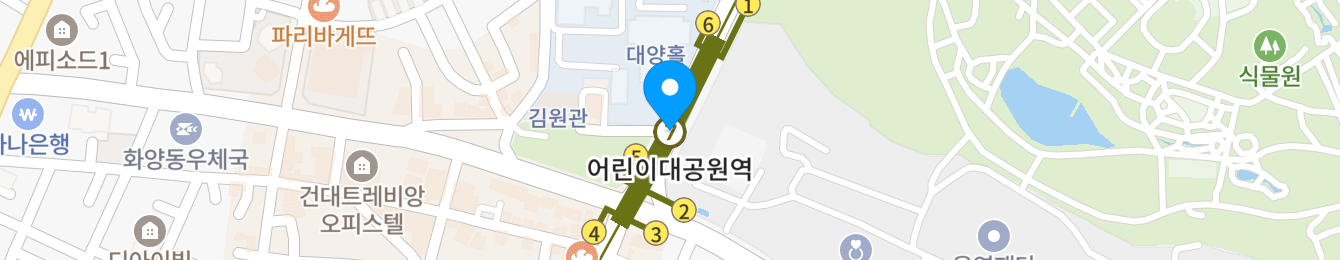 1
6
파리바게뜨
에피소드1
대양홀
식물원
김원관
나은행
화양동우체국
5
어린이대공원역
건대트레비앙
오피스텔
2
4
3